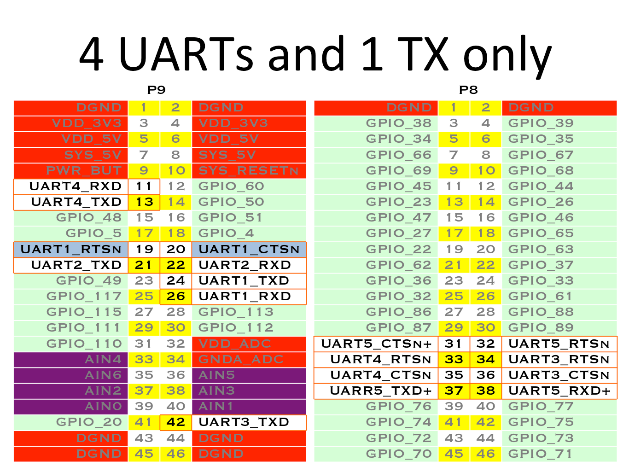 4 UARTs and 1 TX only
P9 P8
DGND 1 2 DGND DGND 1 2 DGND
VDD_3V3 3 4 VDD_3V3 GPIO_38 3 4 GPIO_39
VDD_5V 5 6 VDD_5V GPIO_34 5 6 GPIO_35
SYS_5V 7 8 SYS_5V GPIO_66 7 8 GPIO_67
PWR_BUT 9 10 SYS_RESETN GPIO_69 9 10 GPIO_68
UART4_RXD 11 12 GPIO_60 GPIO_45 11 12 GPIO_44
UART4_TXD 13 14 GPIO_50 GPIO_23 13 14 GPIO_26
GPIO_48 15 16 GPIO_51 GPIO_47 15 16 GPIO_46
GPIO_5 17 18 GPIO_4 GPIO_27 17 18 GPIO_65
UART1_RTSN 19 20 UART1_CTSN GPIO_22 19 20 GPIO_63
UART2_TXD 21 22 UART2_RXD GPIO_62 21 22 GPIO_37
GPIO_49 23 24 UART1_TXD GPIO_36 23 24 GPIO_33
GPIO_117 25 26 UART1_RXD GPIO_32 25 26 GPIO_61
GPIO_115 27 28 GPIO_113 GPIO_86 27 28 GPIO_88
GPIO_111 29 30 GPIO_112 GPIO_87 29 30 GPIO_89
GPIO_110 31 32 VDD_ADC UART5_CTSN+ 31 32 UART5_RTSN
AIN4 33 34 GNDA_ADC UART4_RTSN 33 34 UART3_RTSN
AIN6 35 36 AIN5 UART4_CTSN 35 36 UART3_CTSN
AIN2 37 38 AIN3 UARR5_TXD+ 37 38 UART5_RXD+
AIN0 39 40 AIN1 GPIO_76 39 40 GPIO_77
GPIO_20 41 42 UART3_TXD GPIO_74 41 42 GPIO_75
DGND 43 44 DGND GPIO_72 43 44 GPIO_73
DGND 45 46 DGND GPIO_70 45 46 GPIO_71